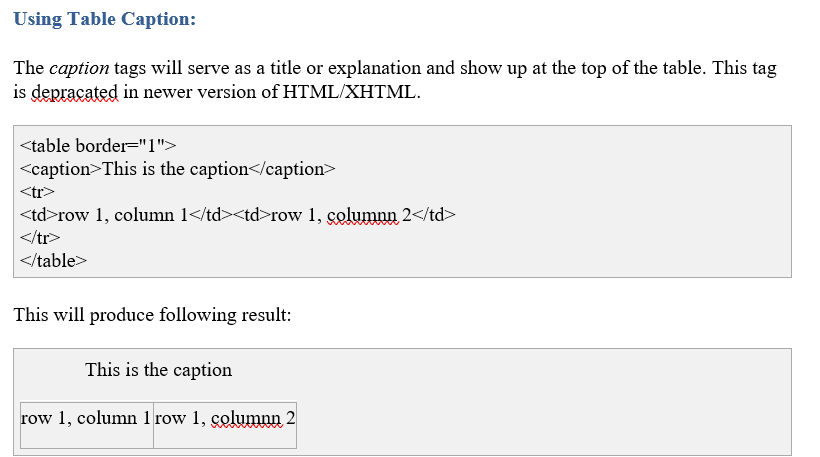 Using Table Caption:
The caption tags will serve as a title or explanation and show up at the top of the table. This tag
is depracated in newer version of HTML/XHTML.
<table border="1">
<caption>This is the caption</caption>
<tr>
<td>row 1, column 1</td><td>row 1, columnn 2</td>
</tr>
</table>
This will produce following result:
This is the caption
row 1, column 1 row 1, columnn 2